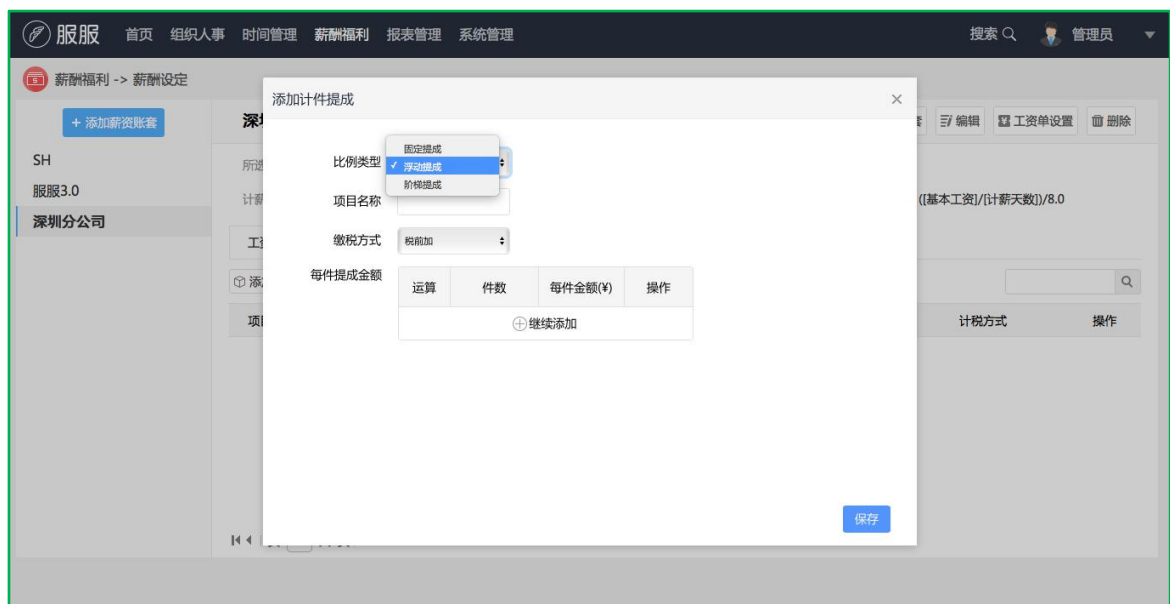 服服 首页 组织人事 时间管理 薪酬福利 报表管理 系统管理 搜索 管理员
薪酬福利 -> 薪酬设定
+ 添加薪资账套
SH
服服3.0
深圳分公司
编辑 工资单设置 删除
([基本工资]/[计薪天数])/8.0
计税方式 操作
添加计件提成 ×
比例类型
固定提成
✓ 浮动提成
阶梯提成
项目名称
缴税方式 税前加
每件提成金额
运算 件数 每件金额(¥) 操作
继续添加
保存